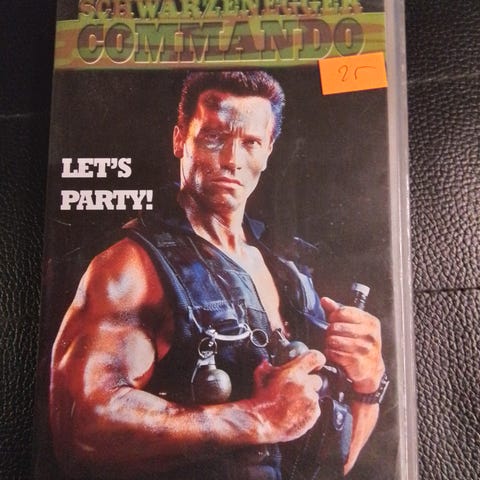 SCHWARZENEGGER
COMMANDO
25
LET'S
PARTY!